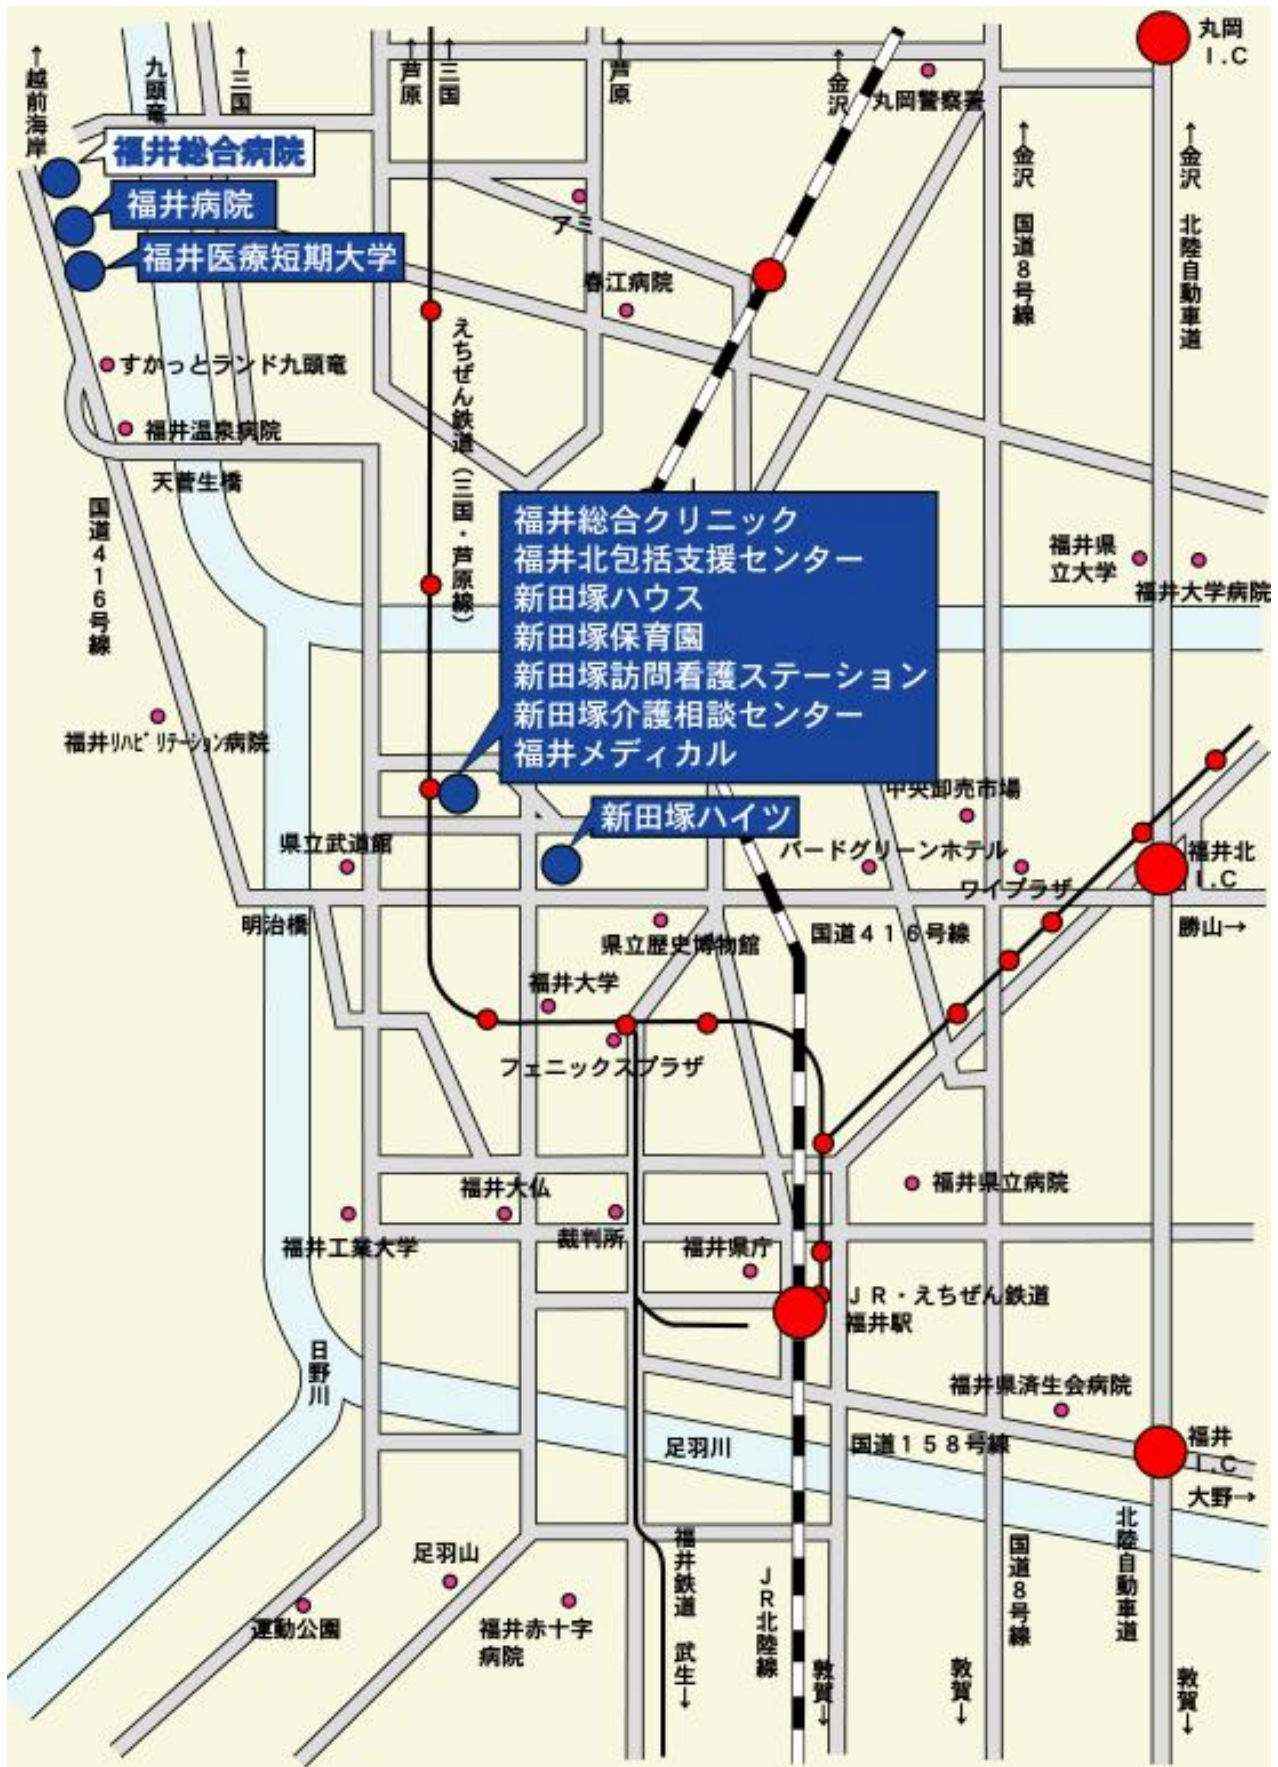 丸岡
I.C
↑越前海岸
九頭竜
↑三国
↑芦原
↑三国
↑芦原
↑金沢
丸岡警察署
↑金沢 国道8号線
↑金沢 北陸自動車道
福井総合病院
福井病院
福井医療短期大学
アミ
春江病院
すかっとランド九頭竜
福井温泉病院
天菅生橋
国道416号線
えちぜん鉄道(三国・芦原線)
福井総合クリニック
福井北包括支援センター
新田塚ハウス
新田塚保育園
新田塚訪問看護ステーション
新田塚介護相談センター
福井メディカル
福井県
立大学
福井大学病院
福井リハビリテーション病院
新田塚ハイツ
中央卸売市場
県立武道館
バードグリーンホテル
ワイプラザ
福井北
I.C
明治橋
県立歴史博物館
国道416号線
勝山→
福井大学
フェニックスプラザ
福井県立病院
福井大仏
裁判所
福井工業大学
福井県庁
JR・えちぜん鉄道
福井駅
日野川
福井県済生会病院
足羽川
国道158号線
福井
I.C
大野→
足羽山
運動公園
福井赤十字
病院
福井鉄道 武生↓
JR北陸線
敦賀↓
敦賀↓
国道8号線
北陸自動車道
敦賀↓